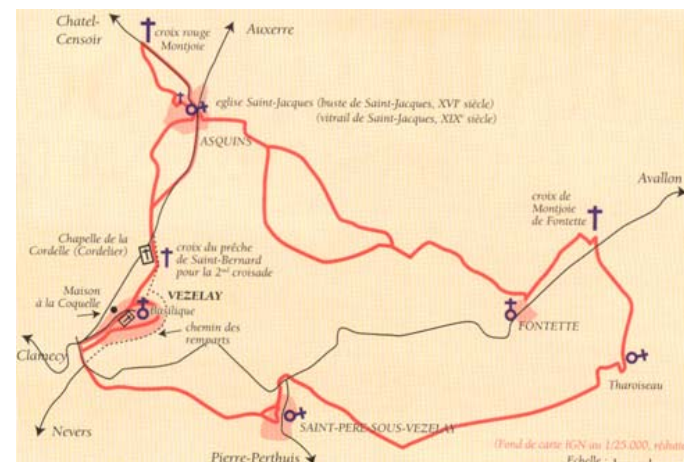 Chatel-
Censoir
croix rouge
Montjoie
Auxerre
eglise Saint-Jacques (buste de Saint-Jacques, XVIe siècle)
(vitrail de Saint-Jacques, XIXe siècle)
ASQUINS
Avallon
croix de
Montjoie
de Fontette
Chapelle de la
Cordelle (Cordelier)
croix du prêche
de Saint-Bernard
pour la 2nd croisade
Maison
à la Coquelle
VEZELAY
Basilique
chemin des
remparts
FONTETTE
Clamecy
Tharoiseau
Nevers
SAINT-PERE-SOUS-VEZELAY
(Fond de carte IGN au 1/25.000,
Pierre-Perthuis
Echelle :